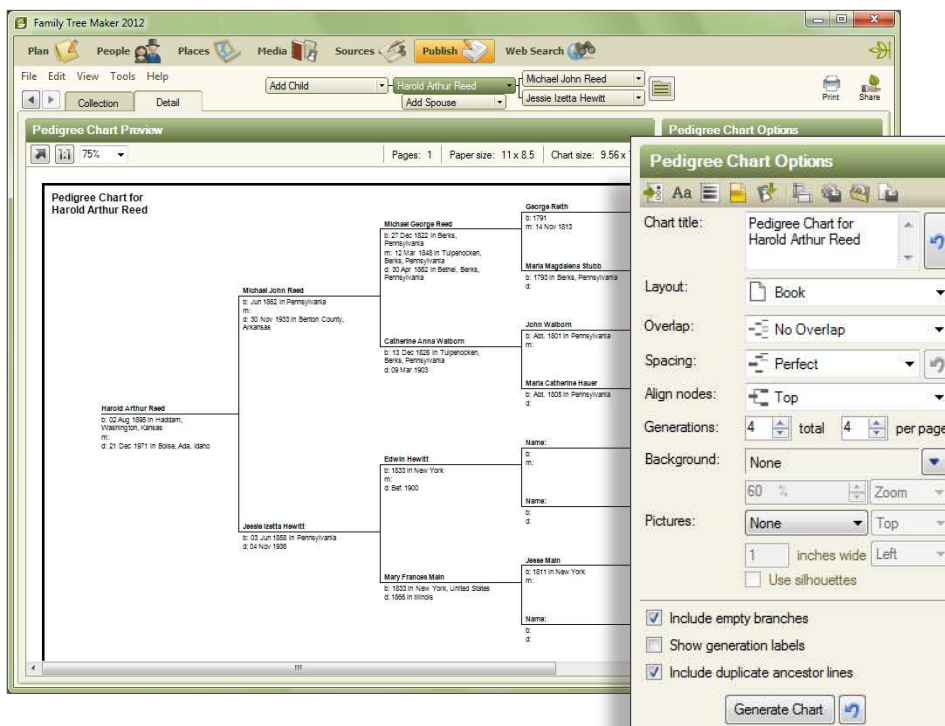 Family Tree Maker 2012
Plan People Places Media Sources Publish Web Search
File Edit View Tools Help
Add Child Harold Arthur Reed Michael John Reed
Add Spouse Jessie Izetta Hewitt
Print Share
Collection Detail
Pedigree Chart Preview
Pedigree Chart Options
1:1 75% Pages: 1 Paper size: 11 x 8.5 Chart size: 9.56 x
Pedigree Chart for
Harold Arthur Reed
George Reith
b: 1791
m: 14 Nov 1813
Michael George Reed
b: 27 Dec 1822 in Berks,
Pennsylvania
m: 12 Mar 1848 in Tulpehocken,
Berks, Pennsylvania
d: 30 Apr 1862 in Bethel, Berks,
Pennsylvania
Maria Magdalena Stubb
b: 1793 in Berks, Pennsylvania
d:
Michael John Reed
b: Jun 1862 in Pennsylvania
m:
d: 30 Nov 1933 in Benton County,
Arkansas
John Walborn
b: Abt. 1801 in Pennsylvania
m:
Catherine Anna Walborn
b: 13 Dec 1826 in Tulpehocken,
Berks, Pennsylvania
d: 09 Mar 1903
Maria Catherine Hauer
b: Abt. 1808 in Pennsylvania
d:
Harold Arthur Reed
b: 02 Aug 1895 in Haddam,
Washington, Kansas
m:
d: 21 Dec 1971 in Boise, Ada, Idaho
Name:
b:
m:
Edwin Hewitt
b: 1833 in New York
m:
d: Bef. 1900
Name:
b:
d:
Jessie Izetta Hewitt
b: 03 Jun 1858 in Pennsylvania
d: 04 Nov 1936
Jesse Main
b: 1811 in New York
m:
Mary Frances Main
b: 1833 in New York, United States
d: 1866 in Illinois
Name:
b:
d:
Pedigree Chart Options
Aa
Chart title: Pedigree Chart for
Harold Arthur Reed
Layout: Book
Overlap: No Overlap
Spacing: Perfect
Align nodes: Top
Generations: 4 total 4 per page
Background: None
60 % Zoom
Pictures: None Top
1 inches wide Left
Use silhouettes
Include empty branches
Show generation labels
Include duplicate ancestor lines
Generate Chart